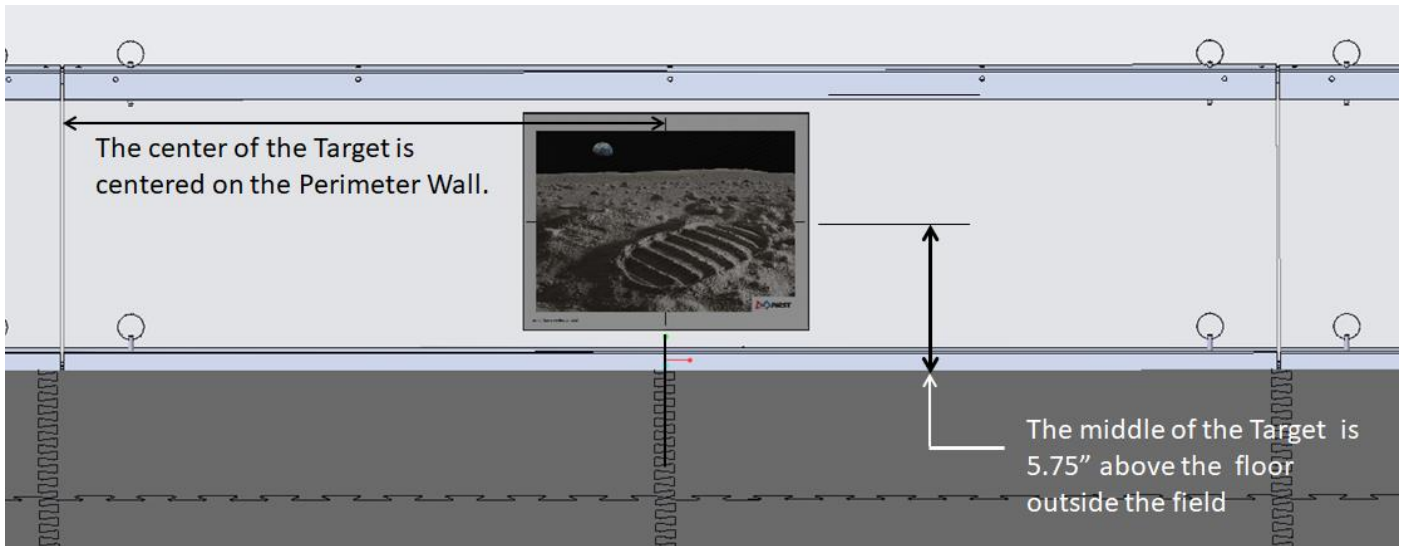 The center of the Target is
centered on the Perimeter Wall.
FIRST
The middle of the Target is
5.75” above the floor
outside the field